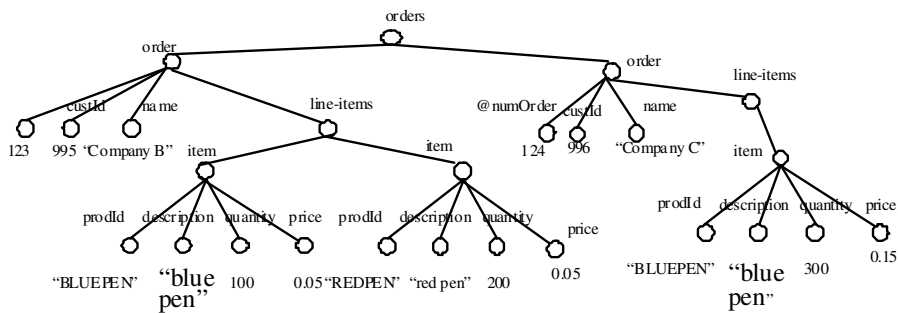 orders
order
order
line-items
custId name
line-items
@numOrder custId name
123 995 "Company B"
124 996 "Company C"
item item
item
prodId description quantity price
prodId description quantity price
prodId description quantity price
"BLUEPEN" "blue pen" 100 0.05
"REDPEN" "red pen" 200 0.05
"BLUEPEN" "blue pen" 300 0.15